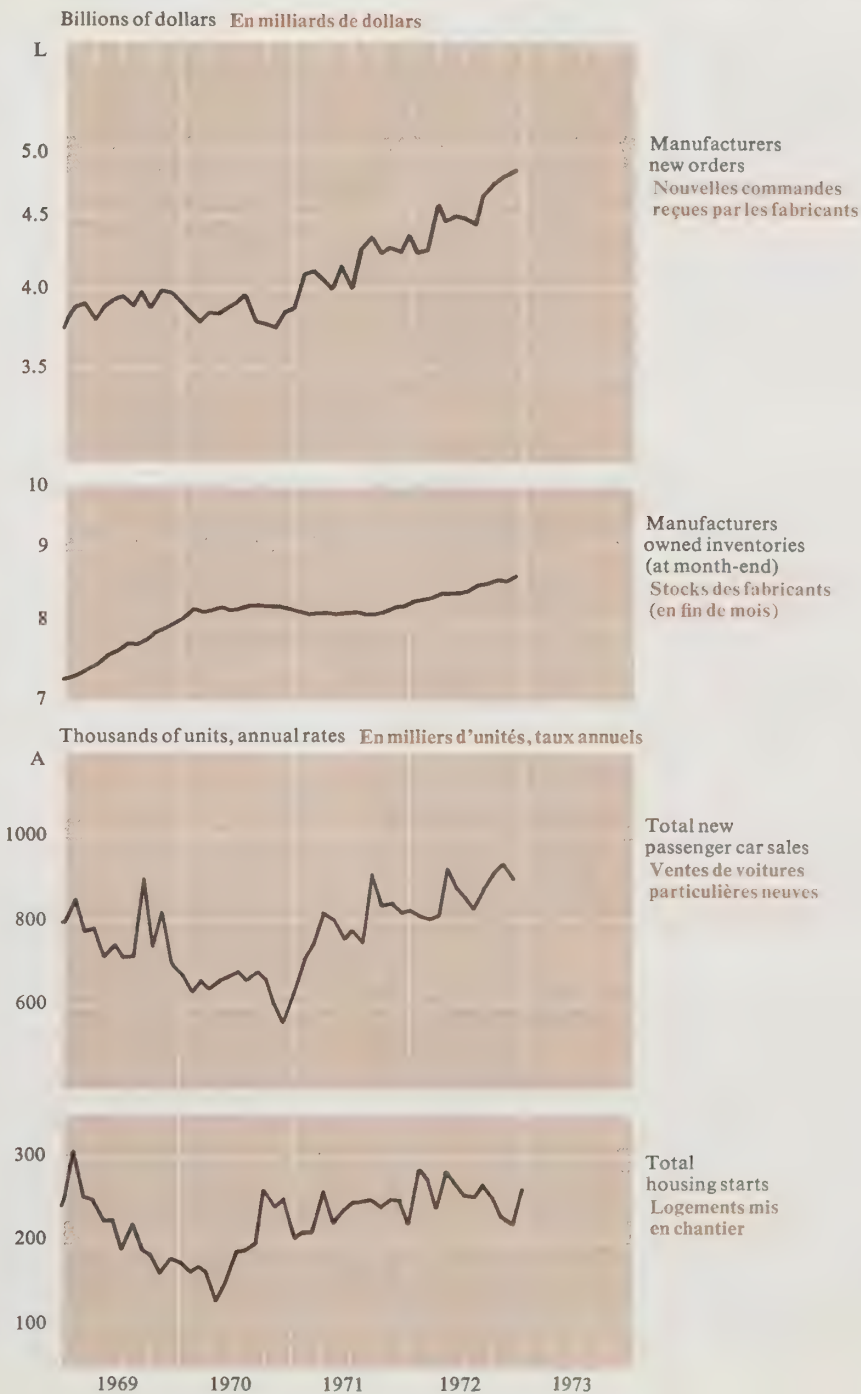 Billions of dollars En milliards de dollars
L
5.0
4.5
4.0
3.5
Manufacturers
new orders
Nouvelles commandes
reçues par les fabricants
10
9
8
7
Manufacturers
owned inventories
(at month-end)
Stocks des fabricants
(en fin de mois)
Thousands of units, annual rates En milliers d'unités, taux annuels
A
1000
800
600
Total new
passenger car sales
Ventes de voitures
particulières neuves
300
200
100
Total
housing starts
Logements mis
en chantier
1969 1970 1971 1972 1973